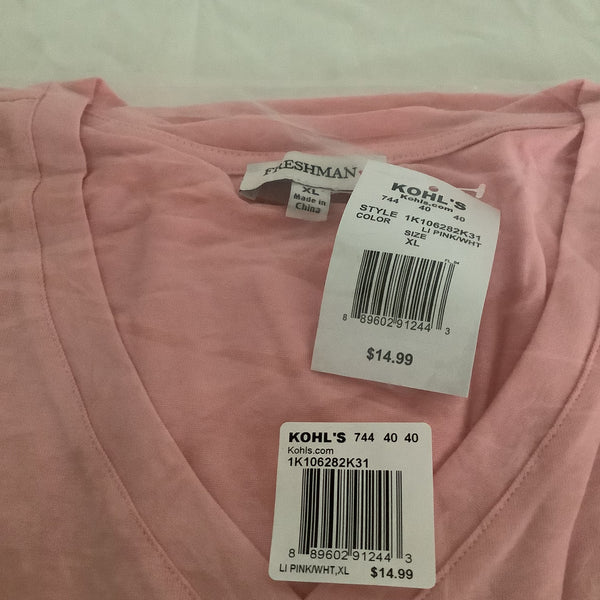 FRESHMAN
XL
Made in
China
KOHL'S
Kohls.com
744 40 40
STYLE 1K106282K31
COLOR LI PINK/WHT
SIZE
XL
8 89602 91244 3
$14.99
KOHL'S 744 40 40
Kohls.com
1K106282K31
8 89602 91244 3
LI PINK/WHT,XL $14.99